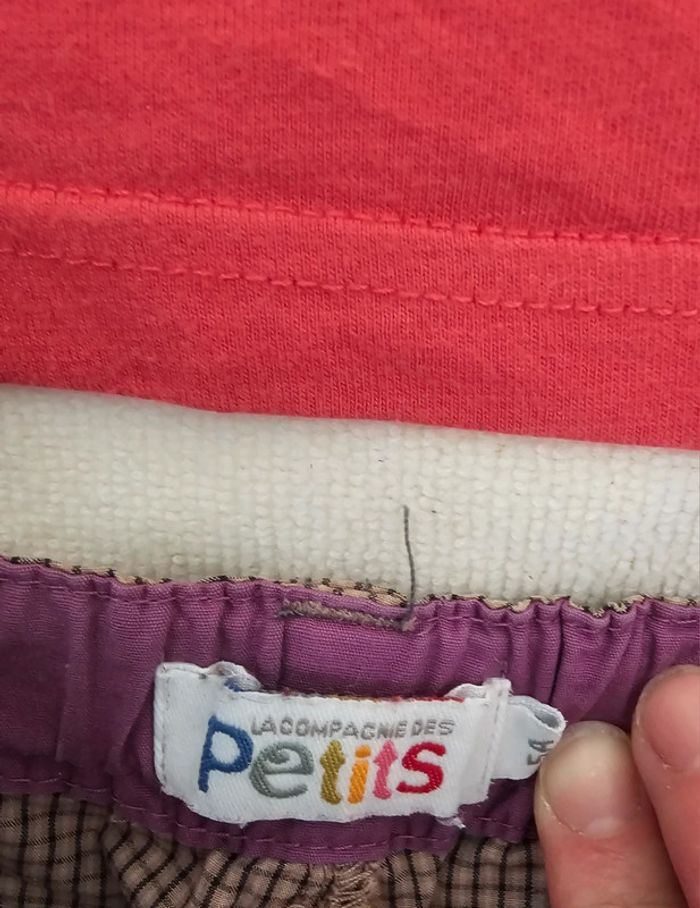 LA COMPAGNIE DES
Petits
54